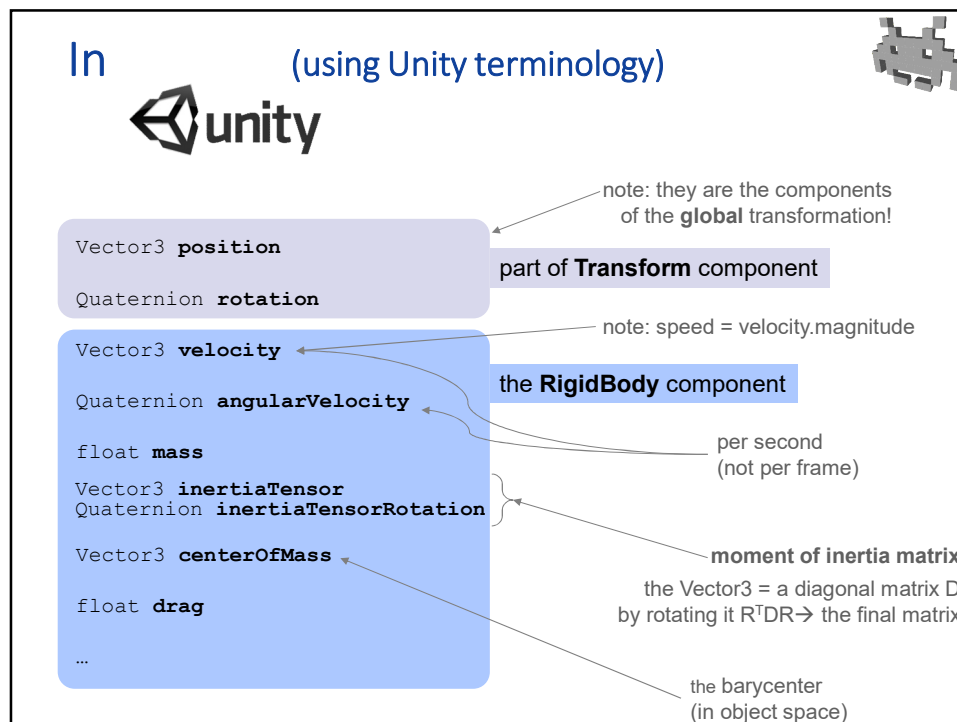 In (using Unity terminology)
unity
note: they are the components
of the global transformation!
Vector3 position
part of Transform component
Quaternion rotation
note: speed = velocity.magnitude
Vector3 velocity
the RigidBody component
Quaternion angularVelocity
per second
(not per frame)
float mass
Vector3 inertiaTensor
Quaternion inertiaTensorRotation
Vector3 centerOfMass
moment of inertia matrix
the Vector3 = a diagonal matrix D
by rotating it RᵀDR→ the final matrix
float drag
…
the barycenter
(in object space)